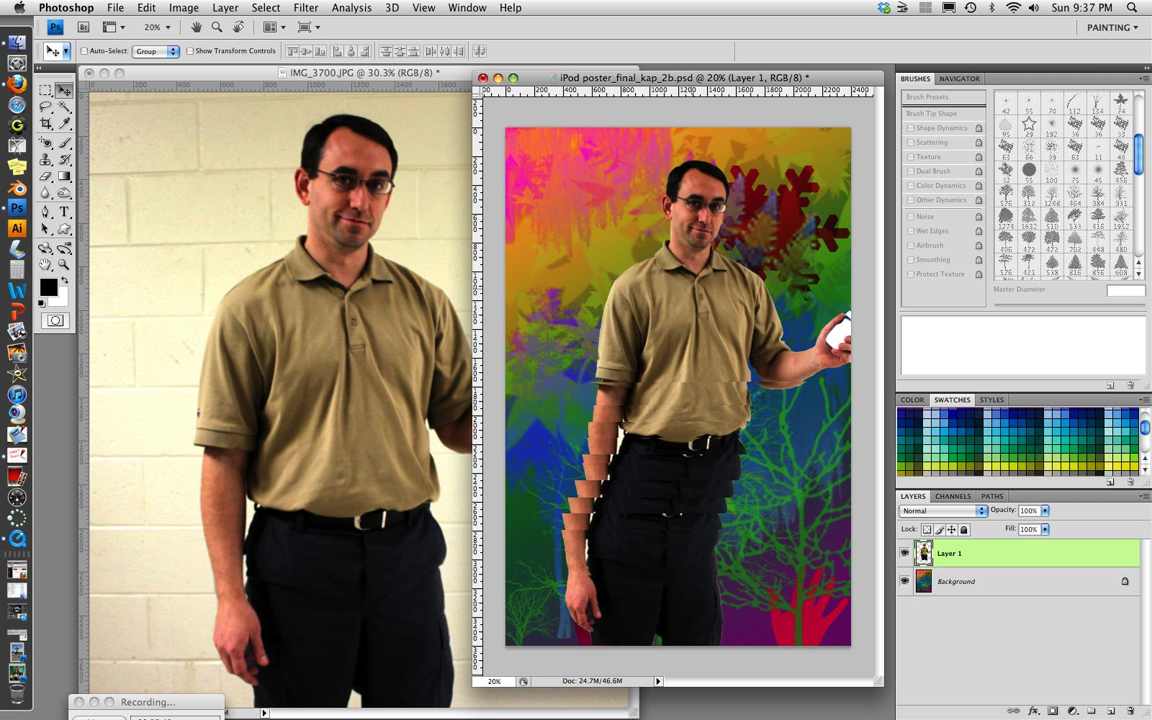 Photoshop File Edit Image Layer Select Filter Analysis 3D View Window Help Sun 9:37 PM
Ps Br 20% PAINTING
Auto-Select: Group Show Transform Controls
IMG_3700.JPG @ 30.3% (RGB/8) *
iPod poster_final_kap_2b.psd @ 20% (Layer 1, RGB/8) *
BRUSHES NAVIGATOR
Brush Presets
Brush Tip Shape
Shape Dynamics
Scattering
Texture
Dual Brush
Color Dynamics
Other Dynamics
Noise
Wet Edges
Airbrush
Smoothing
Protect Texture
Master Diameter
COLOR SWATCHES STYLES
LAYERS CHANNELS PATHS
Normal Opacity: 100%
Lock: Fill: 100%
Layer 1
Background
20% Doc: 24.7M/46.6M
Recording...